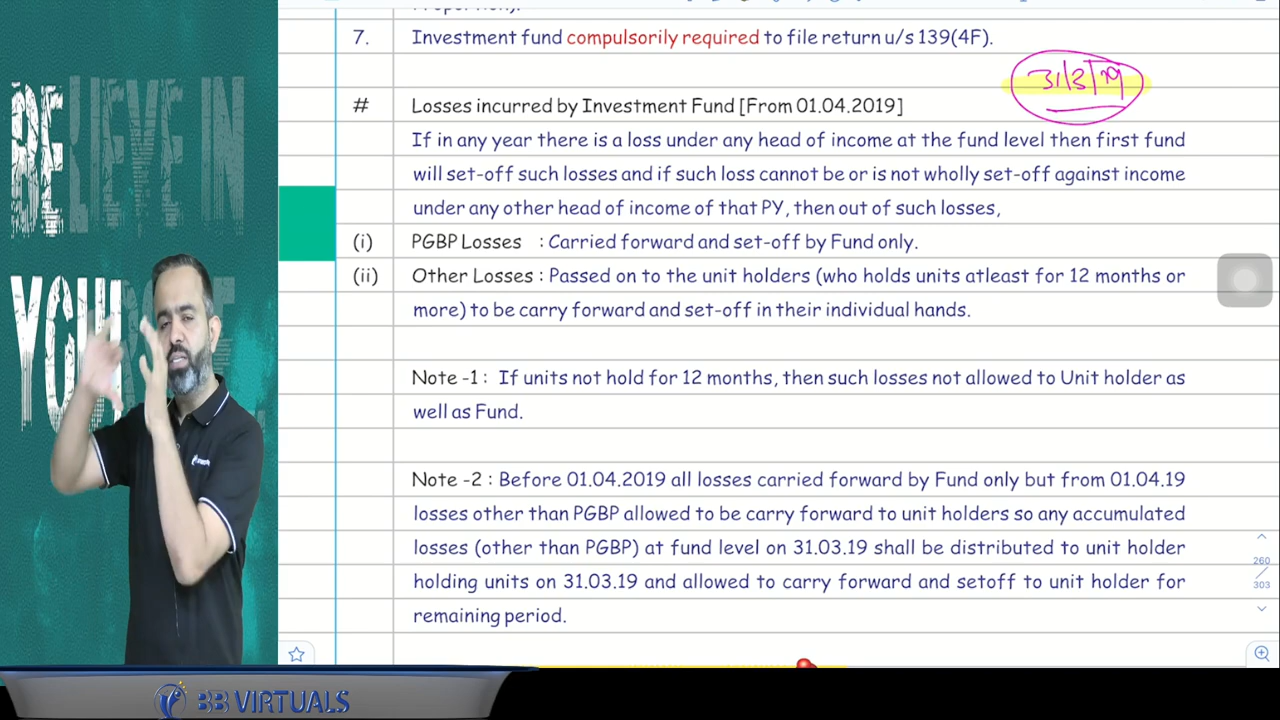 7. Investment fund compulsorily required to file return u/s 139(4F).
31/3/19
# Losses incurred by Investment Fund [From 01.04.2019]
If in any year there is a loss under any head of income at the fund level then first fund
will set-off such losses and if such loss cannot be or is not wholly set-off against income
under any other head of income of that PY, then out of such losses,
(i) PGBP Losses : Carried forward and set-off by Fund only.
(ii) Other Losses : Passed on to the unit holders (who holds units atleast for 12 months or
more) to be carry forward and set-off in their individual hands.
Note -1 : If units not hold for 12 months, then such losses not allowed to Unit holder as
well as Fund.
Note -2 : Before 01.04.2019 all losses carried forward by Fund only but from 01.04.19
losses other than PGBP allowed to be carry forward to unit holders so any accumulated
losses (other than PGBP) at fund level on 31.03.19 shall be distributed to unit holder
holding units on 31.03.19 and allowed to carry forward and setoff to unit holder for
remaining period.
260
303
BELIEVE IN
BB VIRTUALS